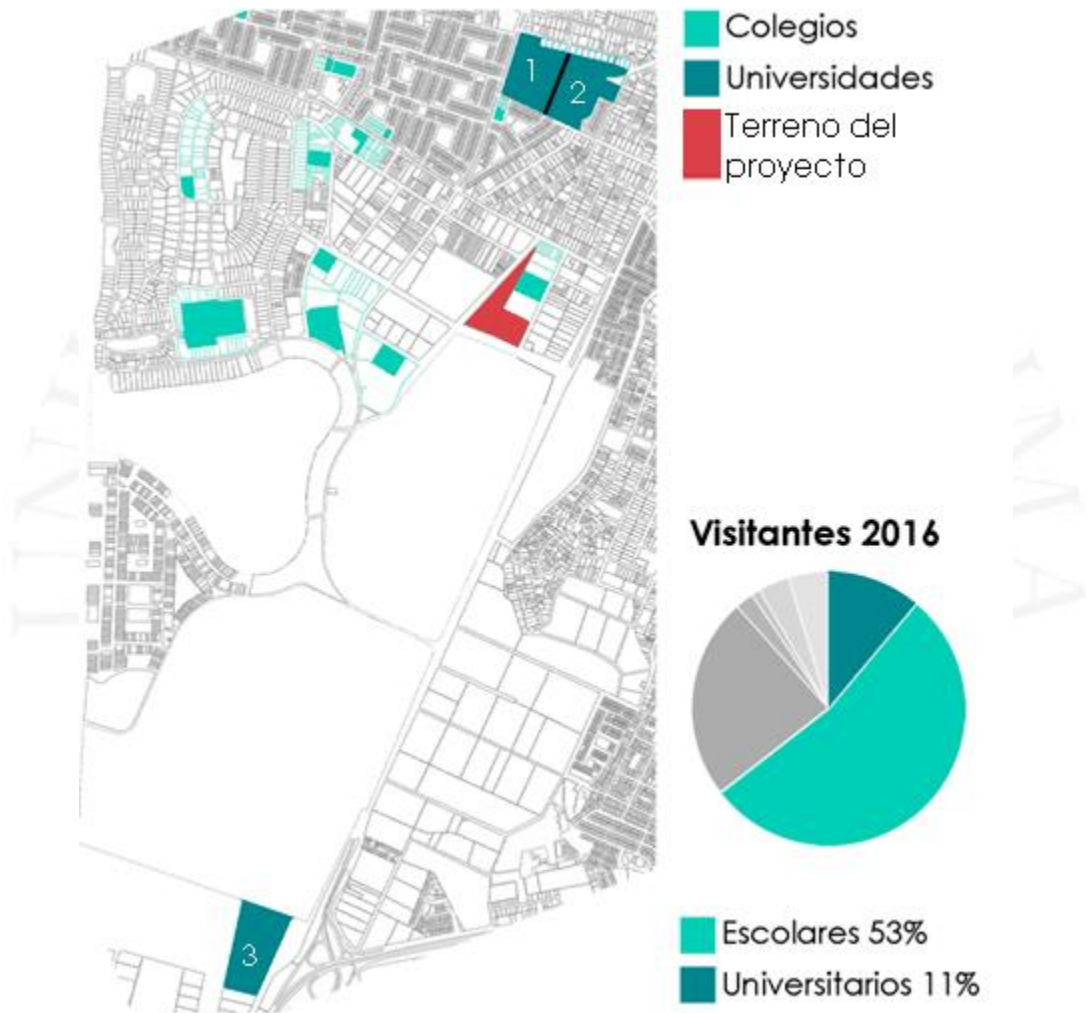 Colegios
Universidades
Terreno del
proyecto
1
2
3
Visitantes 2016
Escolares 53%
Universitarios 11%